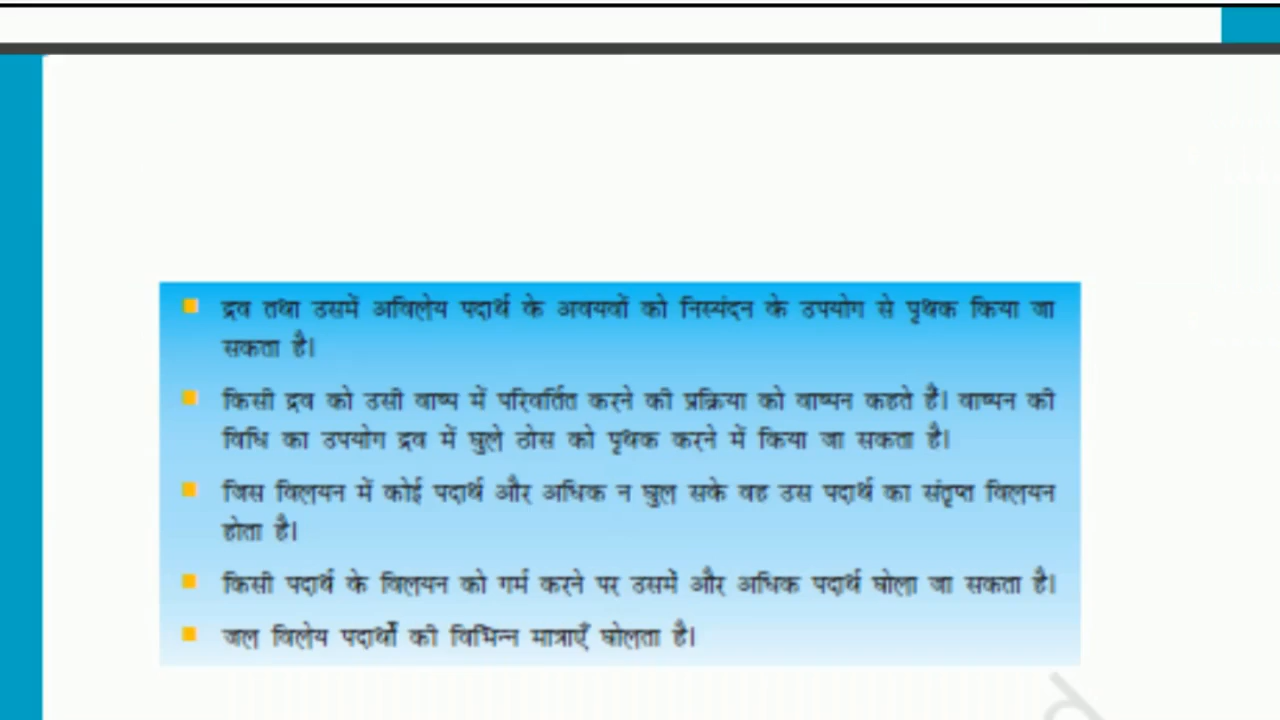 द्रव तथा उसमें अविलेय पदार्थ के अवयवों को निस्यंदन के उपयोग से पृथक किया जा
सकता है।
किसी द्रव को उसी वाष्प में परिवर्तित करने की प्रक्रिया को वाष्पन कहते हैं। वाष्पन की
विधि का उपयोग द्रव में घुले ठोस को पृथक करने में किया जा सकता है।
जिस विलयन में कोई पदार्थ और अधिक न घुल सके वह उस पदार्थ का संतृप्त विलयन
होता है।
किसी पदार्थ के विलयन को गर्म करने पर उसमें और अधिक पदार्थ घोला जा सकता है।
जल विलेय पदार्थों की विभिन्न मात्राएँ घोलता है।